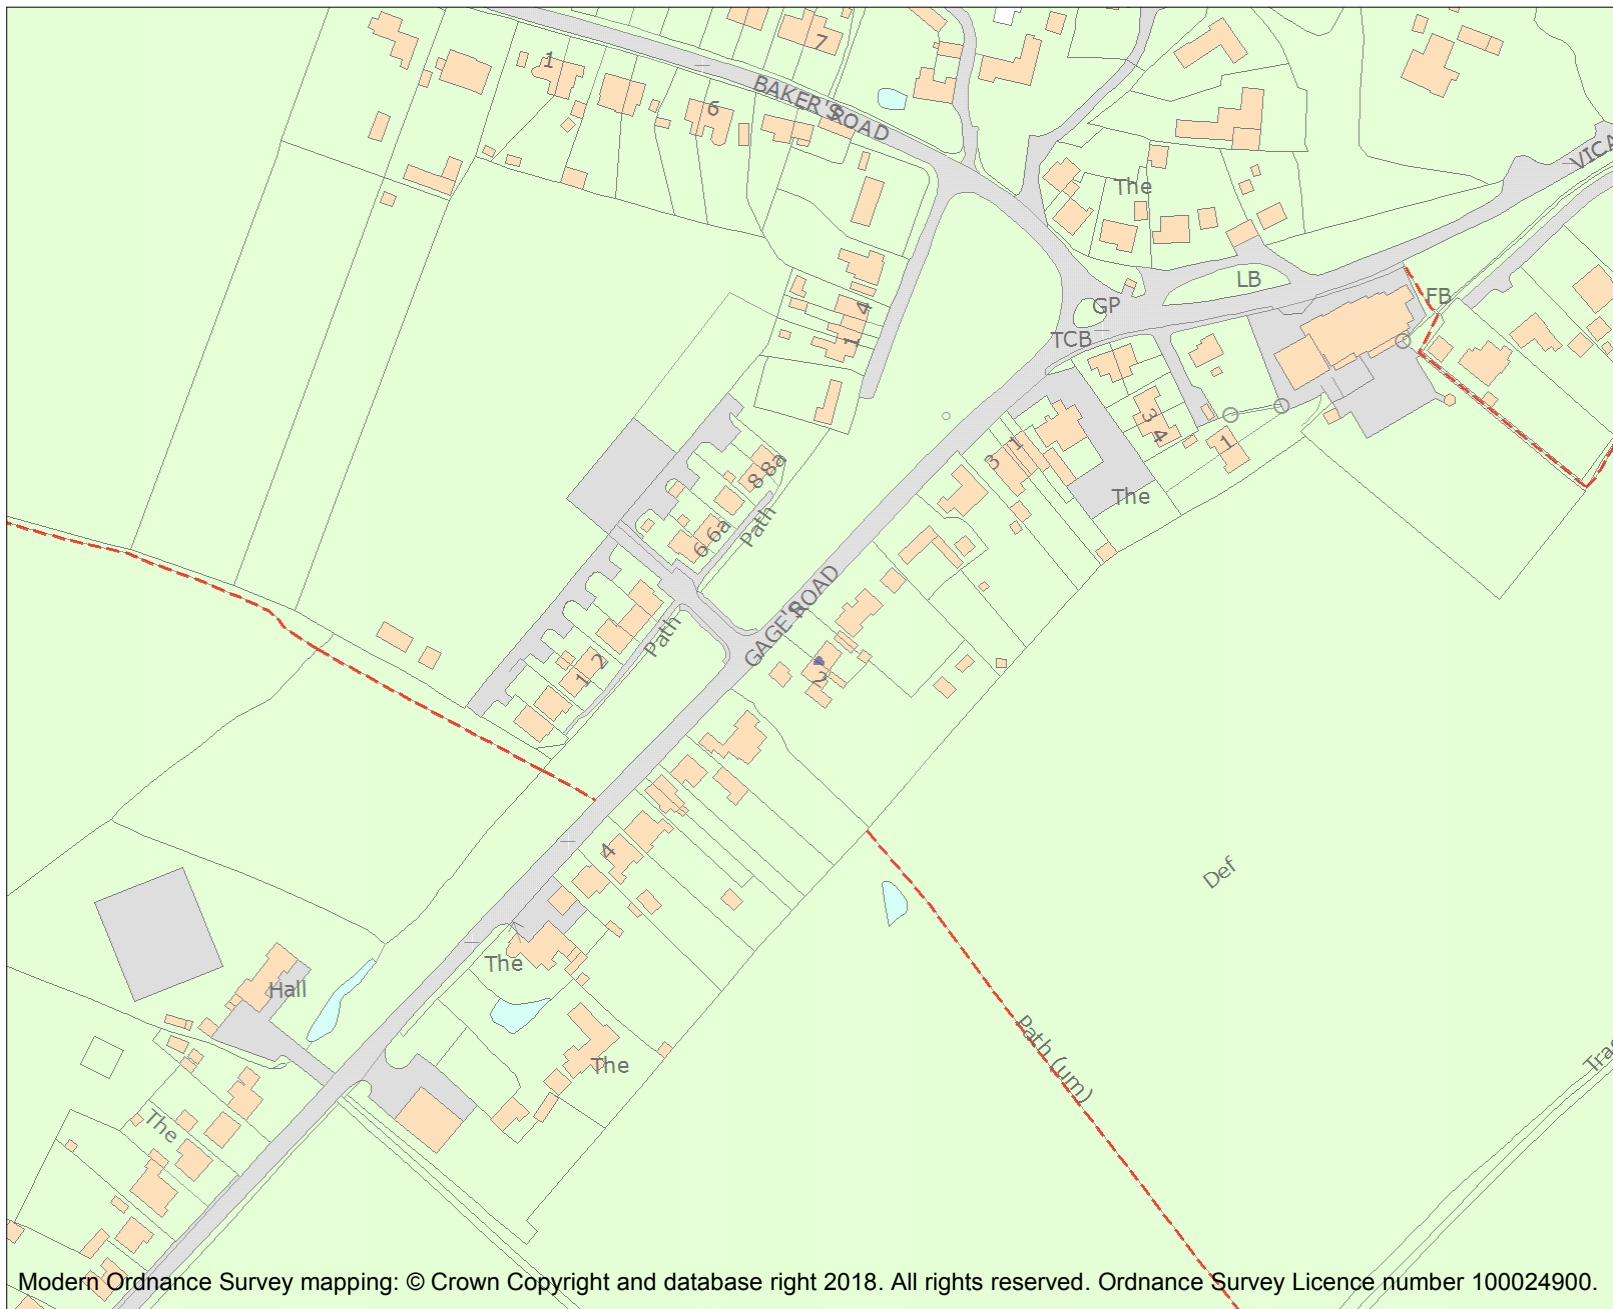 7
1
6
BAKER'S ROAD
VICA
The
LB
FB
GP
TCB
4
1
3
4
1
3
1
The
8 8a
Path
6 6a
GAGE'S ROAD
Path
2
1
2
4
Def
The
Hall
Path (um)
The
Trac
The
Modern Ordnance Survey mapping: © Crown Copyright and database right 2018. All rights reserved. Ordnance Survey Licence number 100024900.